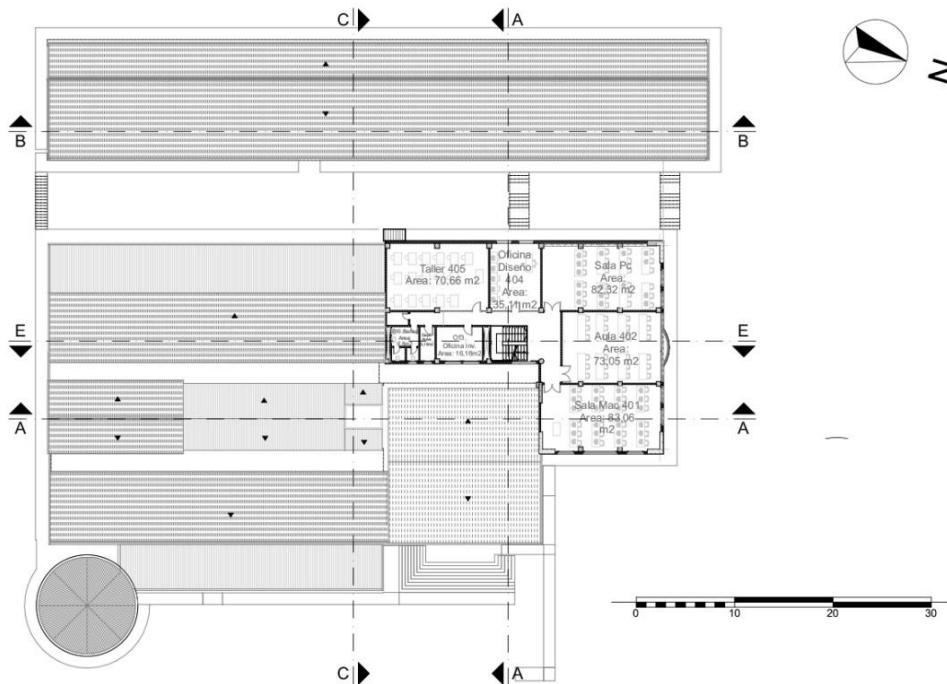 C
A
N
B
B
Taller 405
Area: 70,66 m2
Oficina
Diseño
404
Area:
35,11m2
Sala Pc
Area:
82,32 m2
E
E
Oficina Inv.
Area: 16,16m2
Aula 402
Area:
73,05 m2
A
A
Sala Mac 401
Area: 83,06
m2
0
10
20
30
C
A